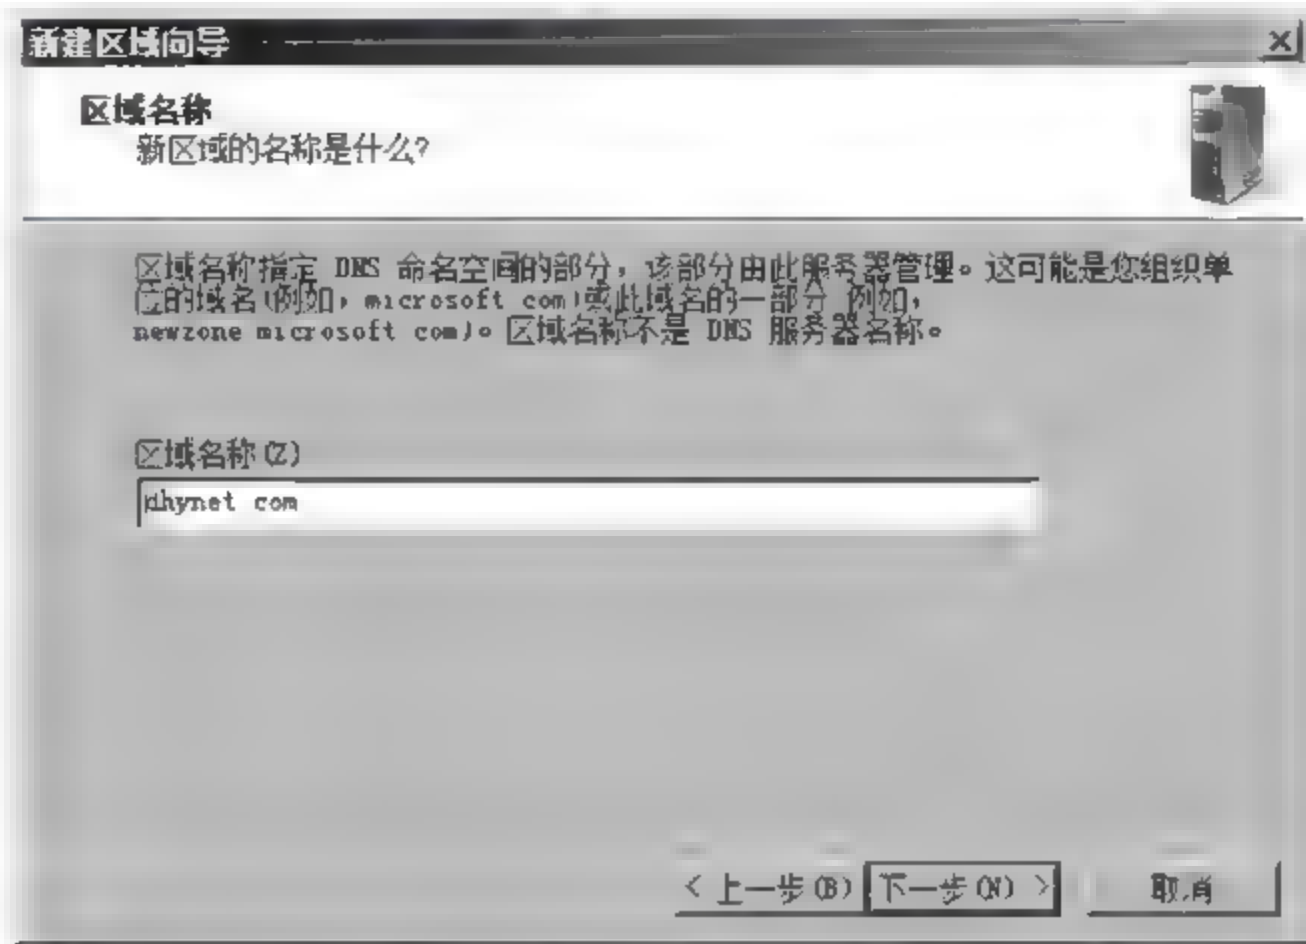 新建区域向导
区域名称
新区域的名称是什么?
区域名称指定 DNS 命名空间的部分，该部分由此服务器管理。这可能是您组织单
位的域名(例如，microsoft com)或此域名的一部分 例如，
newzone microsoft com)。区域名称不是 DNS 服务器名称。
区域名称(Z)
dhynet com
< 上一步(B)
下一步(N) >
取消